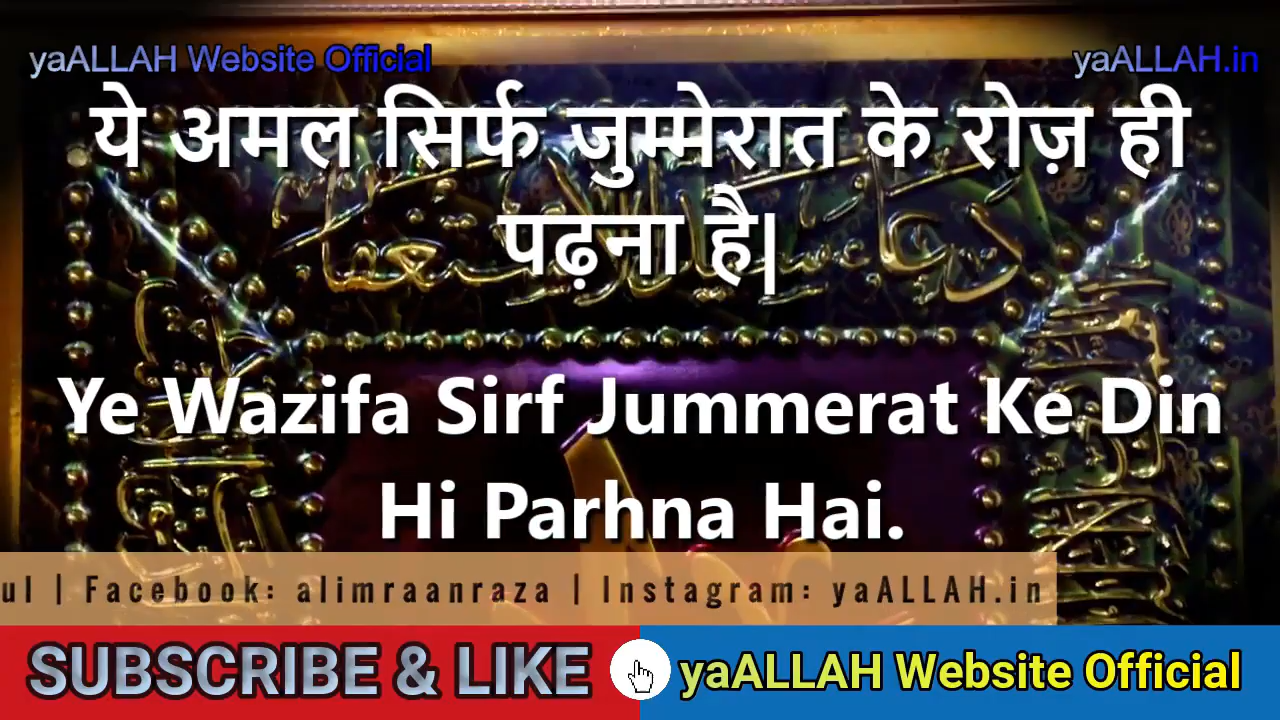 yaALLAH Website Official
yaALLAH.in
ये अमल सिर्फ जुम्मेरात के रोज़ ही
पढ़ना है|
Ye Wazifa Sirf Jummerat Ke Din
Hi Parhna Hai.
ul | Facebook: alimraanraza | Instagram: yaALLAH.in
SUBSCRIBE & LIKE
yaALLAH Website Official